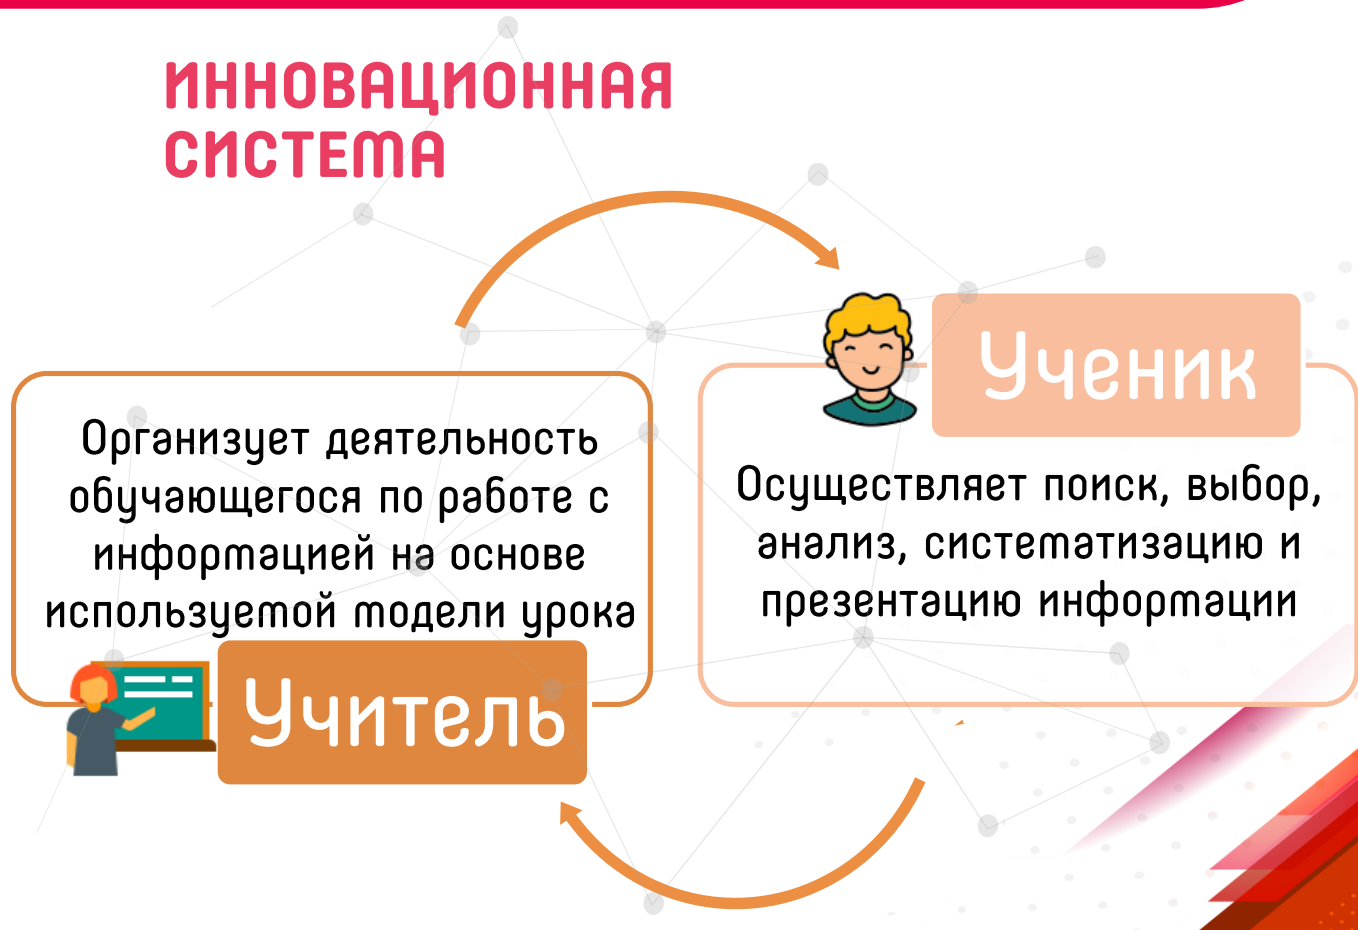 ИННОВАЦИОННАЯ
СИСТЕМА
Организует деятельность
обучающегося по работе с
информацией на основе
используемой модели урока
Учитель
Ученик
Осуществляет поиск, выбор,
анализ, систематизацию и
презентацию информации